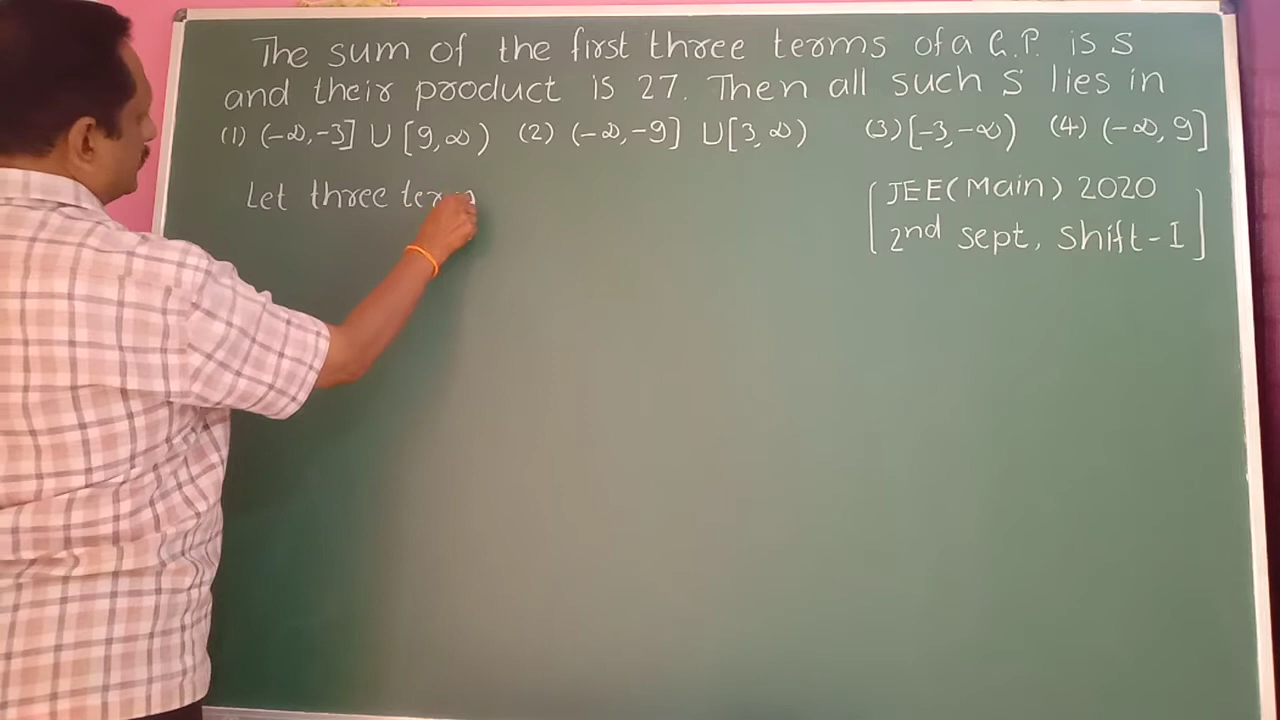 The sum of the first three terms of a G.P. is S
and their product is 27. Then all such S lies in
(1) (-∞,-3] ∪ [9,∞) (2) (-∞,-9] ∪[3,∞) (3)[-3,-∞) (4) (-∞,9]
Let three term
[JEE(Main) 2020
2nd Sept, Shift-I]